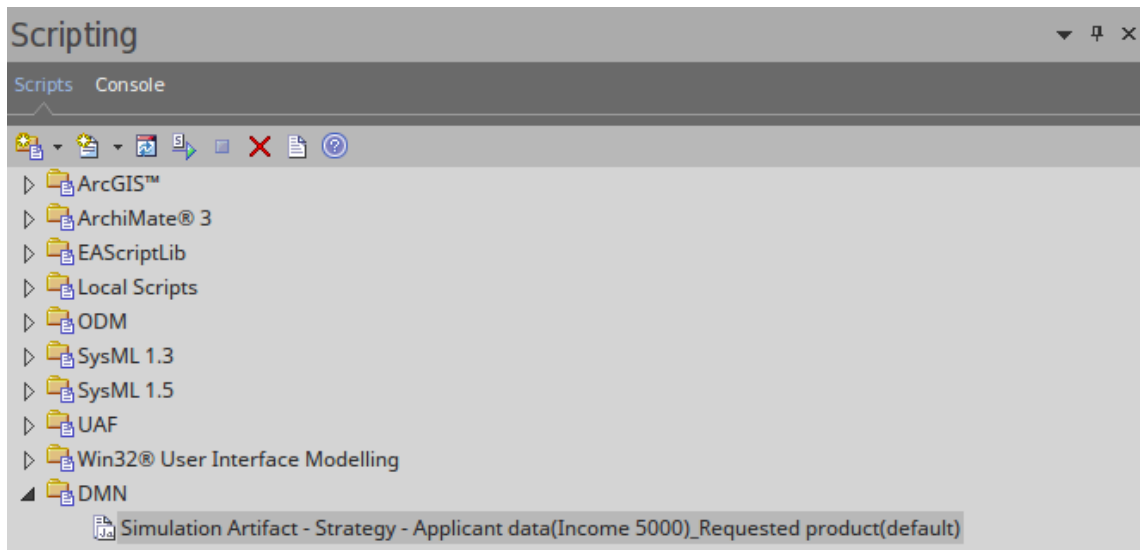 Scripting
Scripts Console
ArcGIS™
ArchiMate® 3
EAScriptLib
Local Scripts
ODM
SysML 1.3
SysML 1.5
UAF
Win32® User Interface Modelling
DMN
Simulation Artifact - Strategy - Applicant data(Income 5000)_Requested product(default)